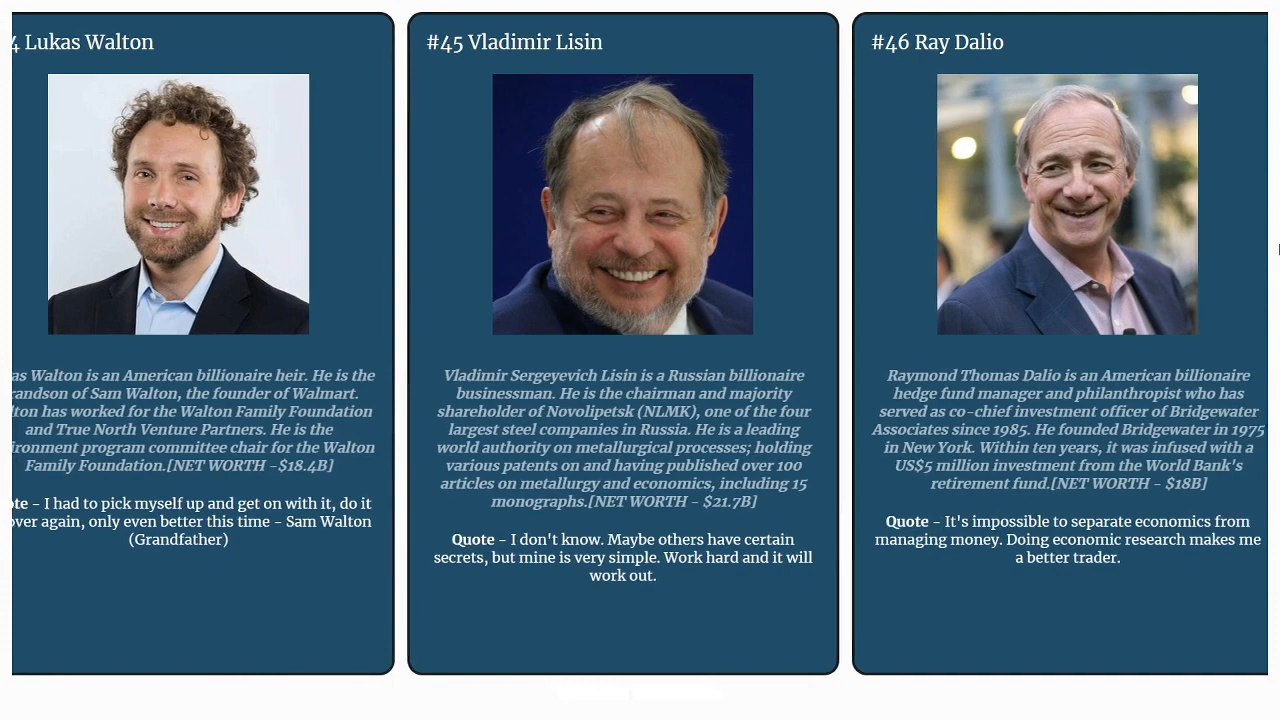 4 Lukas Walton
as Walton is an American billionaire heir. He is the
randson of Sam Walton, the founder of Walmart.
lton has worked for the Walton Family Foundation
and True North Venture Partners. He is the
ironment program committee chair for the Walton
Family Foundation.[NET WORTH -$18.4B]
ote - I had to pick myself up and get on with it, do it
over again, only even better this time - Sam Walton
(Grandfather)
#45 Vladimir Lisin
Vladimir Sergeyevich Lisin is a Russian billionaire
businessman. He is the chairman and majority
shareholder of Novolipetsk (NLMK), one of the four
largest steel companies in Russia. He is a leading
world authority on metallurgical processes; holding
various patents on and having published over 100
articles on metallurgy and economics, including 15
monographs.[NET WORTH - $21.7B]
Quote - I don't know. Maybe others have certain
secrets, but mine is very simple. Work hard and it will
work out.
#46 Ray Dalio
Raymond Thomas Dalio is an American billionaire
hedge fund manager and philanthropist who has
served as co-chief investment officer of Bridgewater
Associates since 1985. He founded Bridgewater in 1975
in New York. Within ten years, it was infused with a
US$5 million investment from the World Bank's
retirement fund.[NET WORTH - $18B]
Quote - It's impossible to separate economics from
managing money. Doing economic research makes me
a better trader.